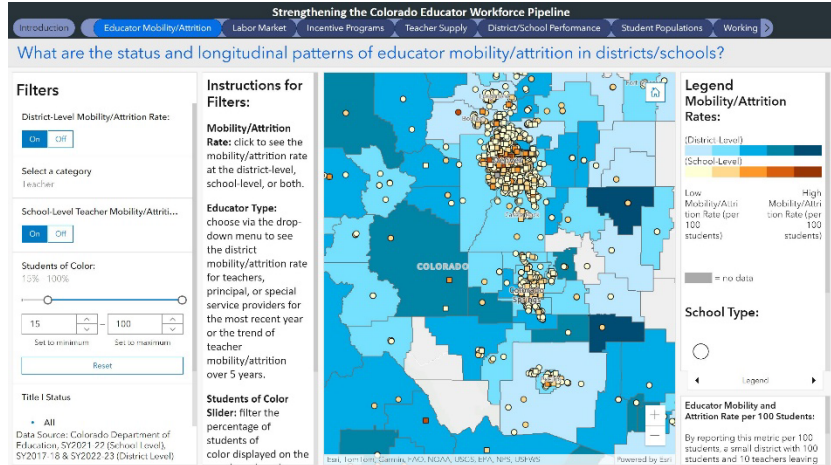 Strengthening the Colorado Educator Workforce Pipeline
Introduction
Educator Mobility/Attrition
Labor Market
Incentive Programs
Teacher Supply
District/School Performance
Student Populations
Working
What are the status and longitudinal patterns of educator mobility/attrition in districts/schools?
Filters
District-Level Mobility/Attrition Rate:
On Off
Select a category
Teacher
School-Level Teacher Mobility/Attriti...
On Off
Students of Color:
15% 100%
15 – 100
Set to minimum Set to maximum
Reset
Title I Status
• All
Data Source: Colorado Department of
Education, SY2021-22 (School Level),
SY2017-18 & SY2022-23 (District Level)
Instructions for
Filters:
Mobility/Attrition
Rate: click to see the
mobility/attrition rate
at the district-level,
school-level, or both.
Educator Type:
choose via the drop-
down menu to see
the district
mobility/attrition rate
for teachers,
principal, or special
service providers for
the most recent year
or the trend of
teacher
mobility/attrition
over 5 years.
Students of Color
Slider: filter the
percentage of
students of
color displayed on the
COLORADO
+
−
Esri, TomTom, Garmin, FAO, NOAA, USGS, EPA, NPS, USFWS
Powered by Esri
Legend
Mobility/Attrition
Rates:
(District-Level)
(School-Level)
Low High
Mobility/Attri Mobility/Attri
tion Rate (per tion Rate (per
100 100
students) students)
= no data
School Type:
Legend
Educator Mobility and
Attrition Rate per 100 Students:
By reporting this metric per 100
students, a small district with 100
students and 10 teachers leaving